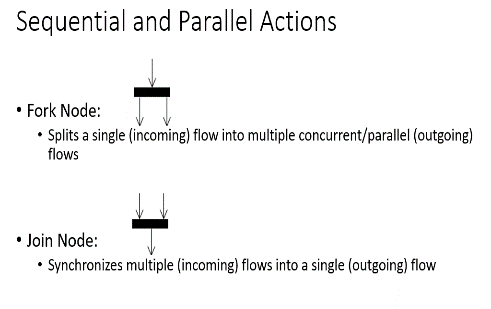 Sequential and Parallel Actions
• Fork Node:
• Splits a single (incoming) flow into multiple concurrent/parallel (outgoing)
flows
• Join Node:
• Synchronizes multiple (incoming) flows into a single (outgoing) flow